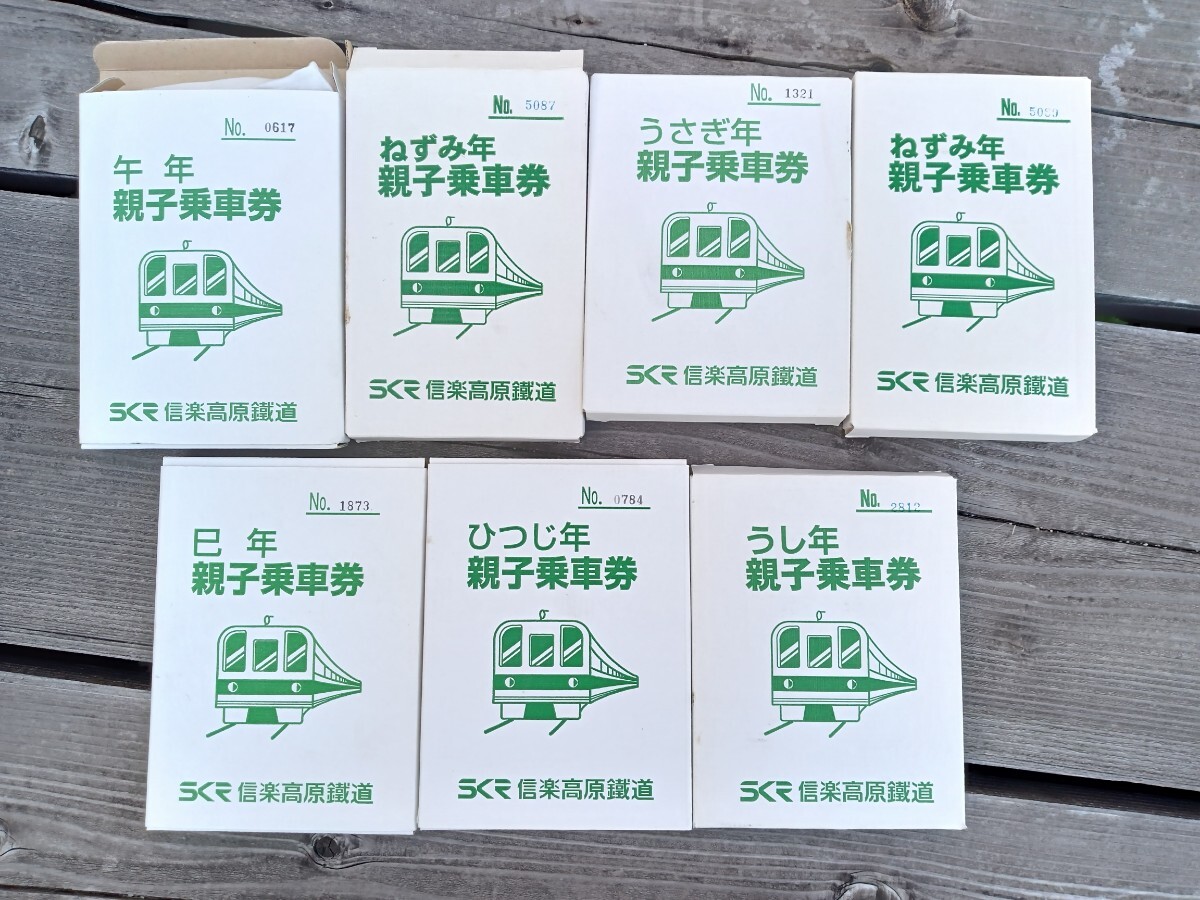 No. 0617
午年
親子乗車券
SKR 信楽高原鐵道
No. 5087
ねずみ年
親子乗車券
SKR 信楽高原鐵道
No. 1321
うさぎ年
親子乗車券
SKR 信楽高原鐵道
No.
ねずみ年
親子乗車券
SKR 信楽高原鐵道
No. 1873
巳年
親子乗車券
SKR 信楽高原鐵道
No. 0784
ひつじ年
親子乗車券
SKR 信楽高原鐵道
No. 2812
うし年
親子乗車券
SKR 信楽高原鐵道